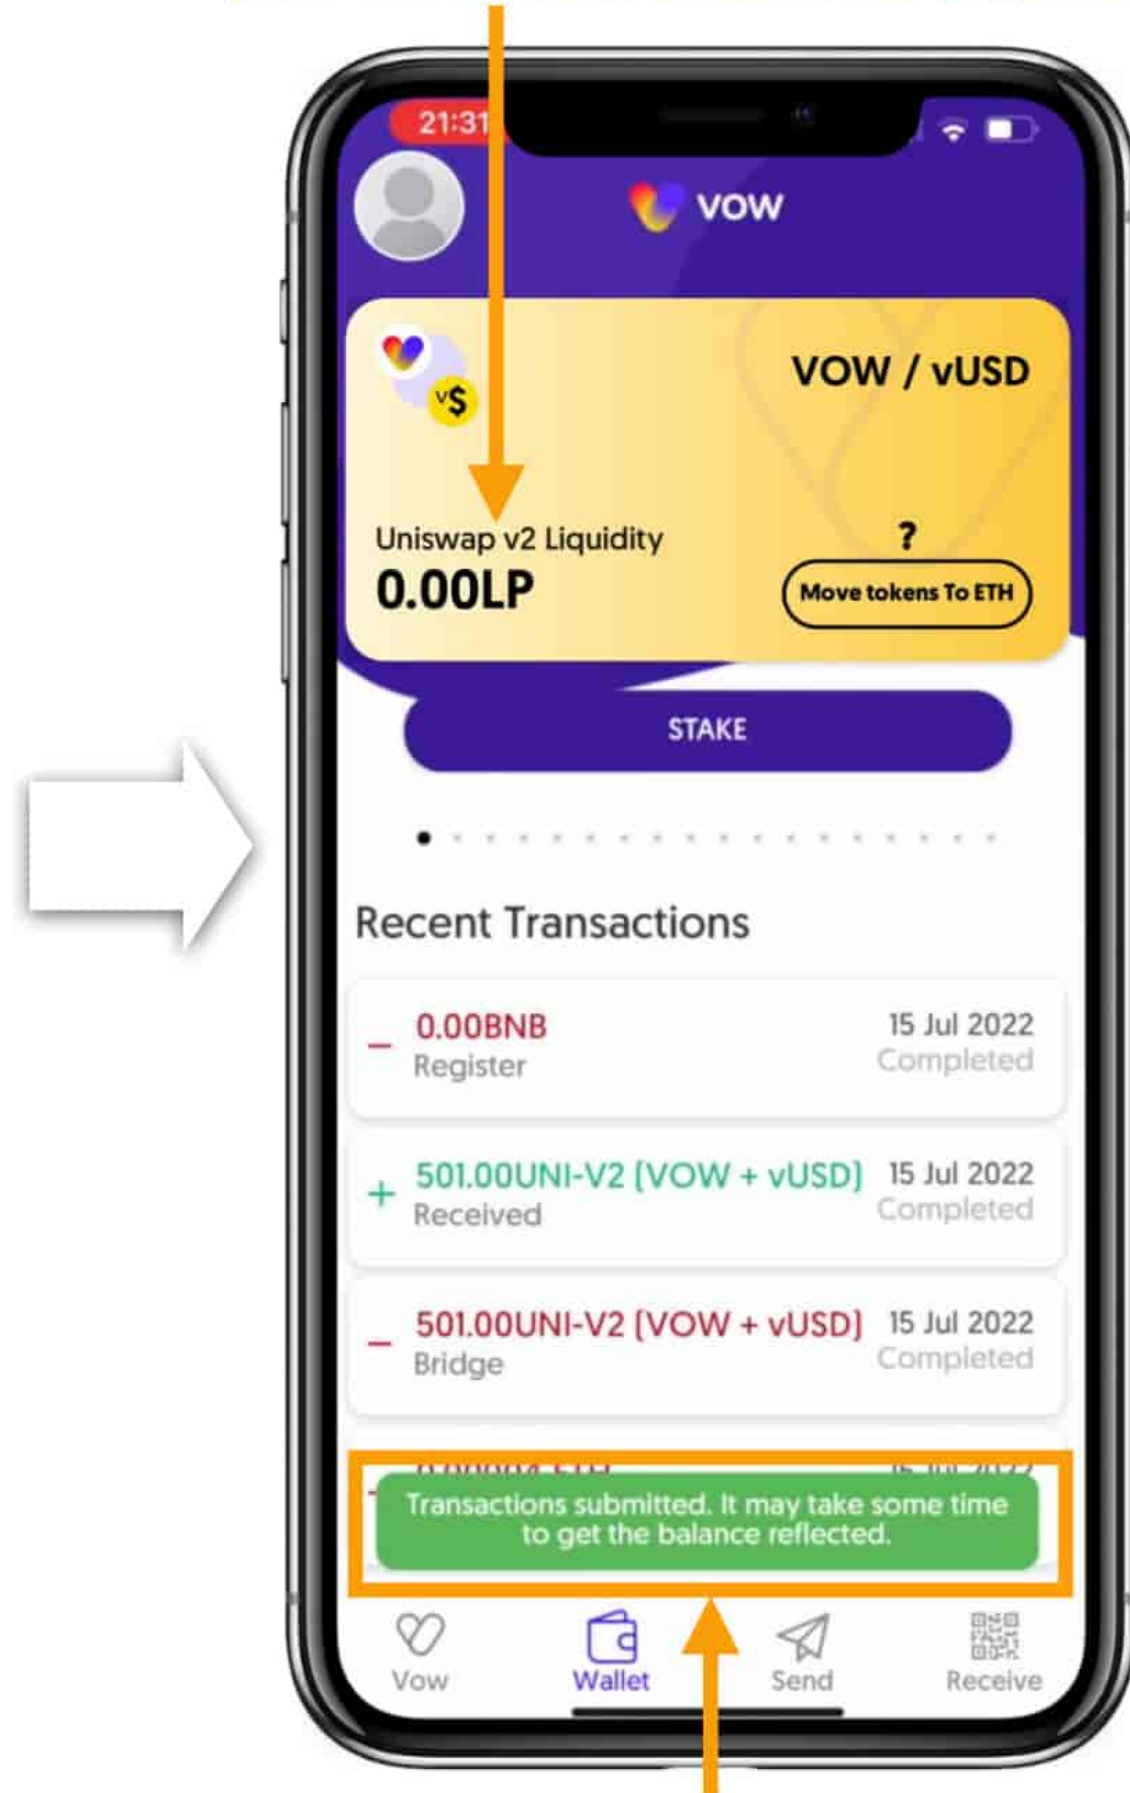 21:31
VOW
VOW / vUSD
v$
Uniswap v2 Liquidity
?
0.00LP
Move tokens To ETH
STAKE
Recent Transactions
0.00BNB
15 Jul 2022
Register
Completed
+ 501.00UNI-V2 (VOW + vUSD)
15 Jul 2022
Received
Completed
– 501.00UNI-V2 (VOW + vUSD)
15 Jul 2022
Bridge
Completed
Transactions submitted. It may take some time
to get the balance reflected.
Vow
Wallet
Send
Receive